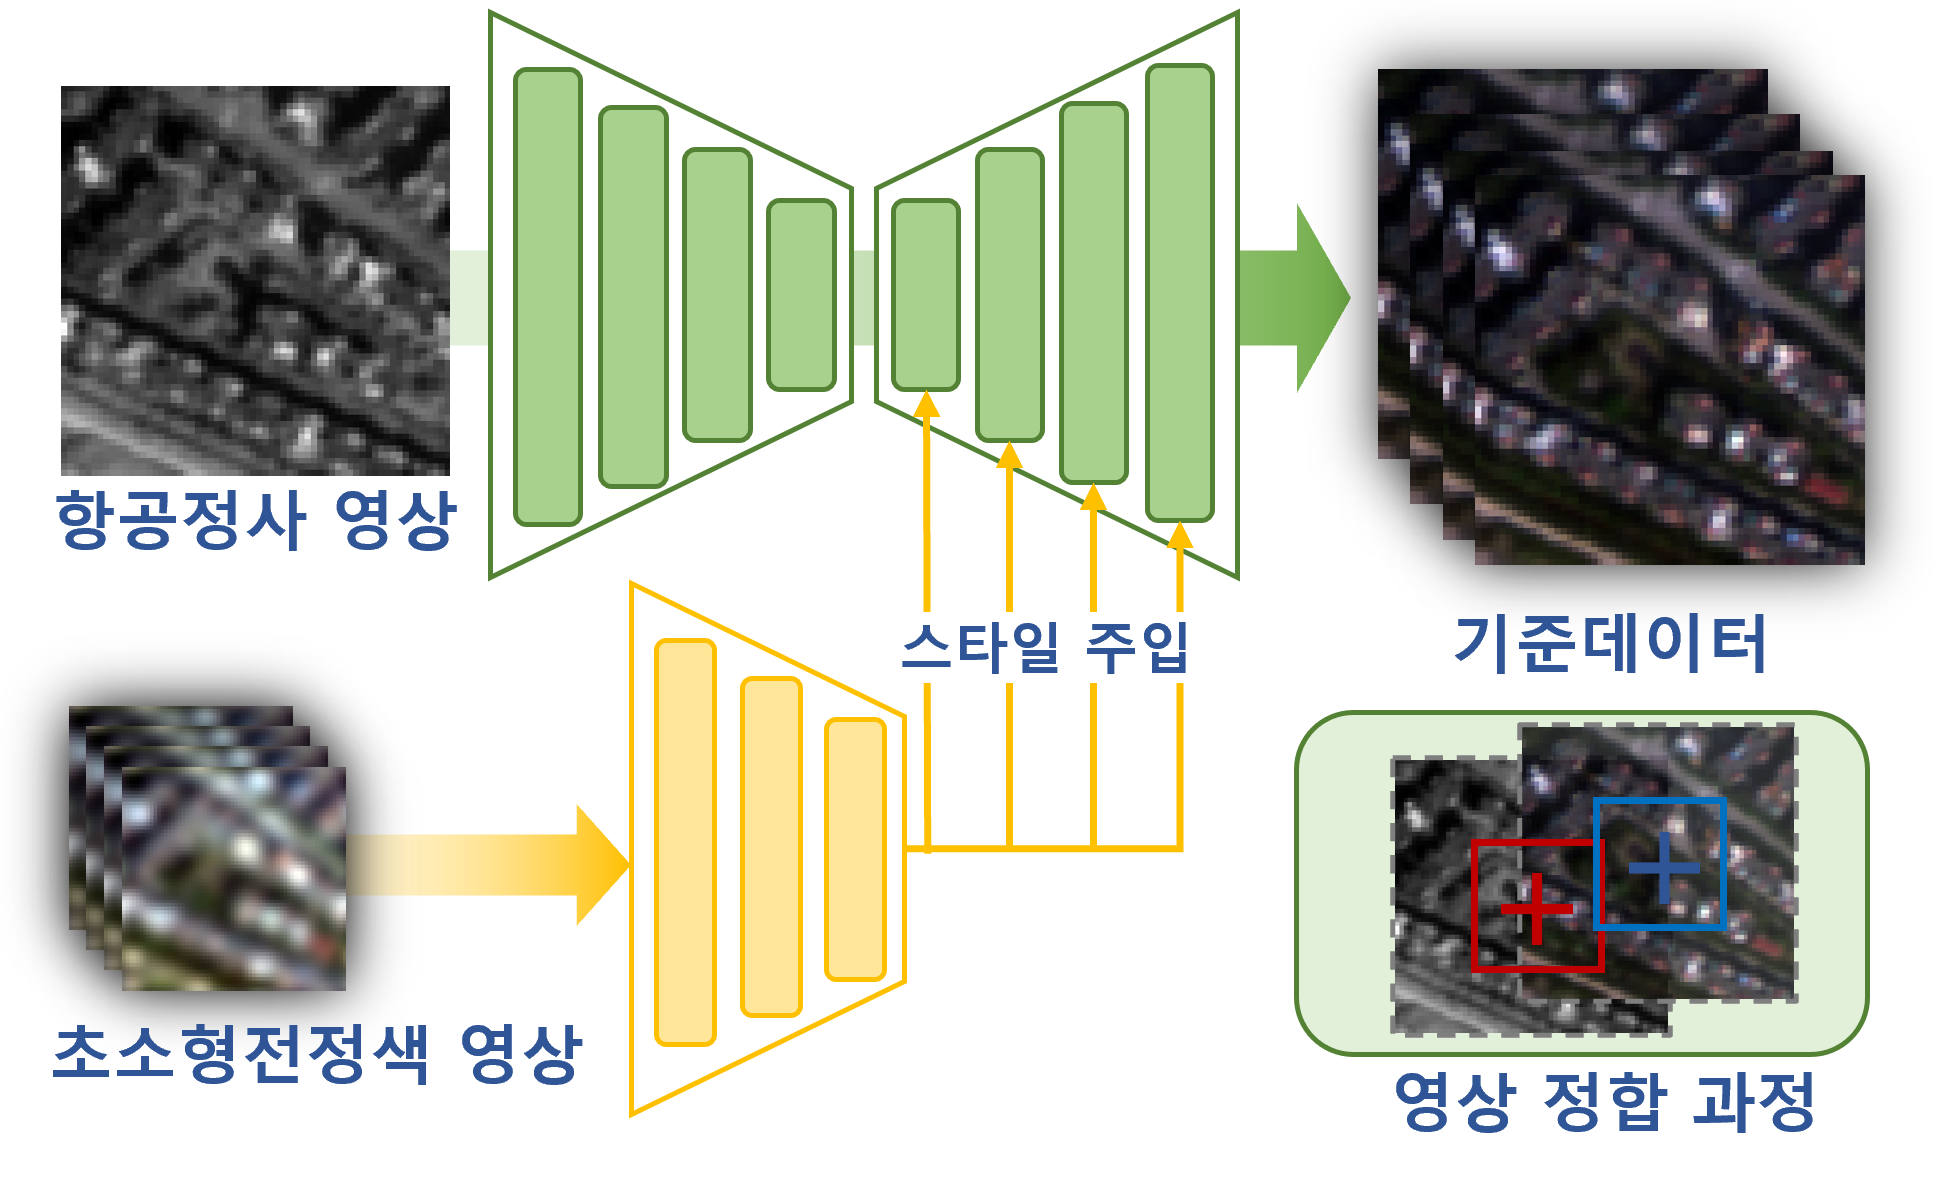 항공정사 영상
스타일 주입
기준데이터
초소형전정색 영상
영상 정합 과정